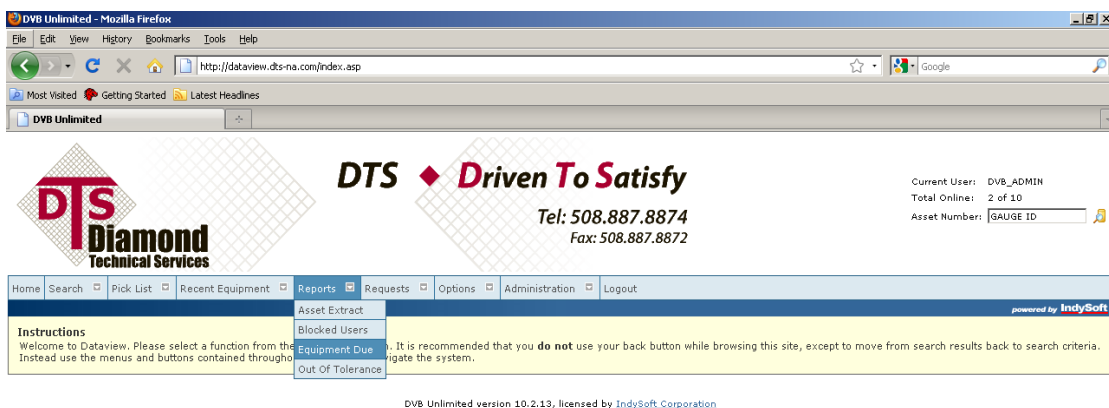 DVB Unlimited - Mozilla Firefox
File Edit View History Bookmarks Tools Help
http://dataview.dts-na.com/index.asp
Google
Most Visited Getting Started Latest Headlines
DVB Unlimited
DTS
Diamond
Technical Services
DTS ♦ Driven To Satisfy
Tel: 508.887.8874
Fax: 508.887.8872
Current User: DVB_ADMIN
Total Online: 2 of 10
Asset Number: GAUGE ID
Home Search Pick List Recent Equipment Reports Requests Options Administration Logout
powered by IndySoft
Asset Extract
Blocked Users
Equipment Due
Out Of Tolerance
Instructions
Welcome to Dataview. Please select a function from the . It is recommended that you do not use your back button while browsing this site, except to move from search results back to search criteria.
Instead use the menus and buttons contained througho igate the system.
DVB Unlimited version 10.2.13, licensed by IndySoft Corporation